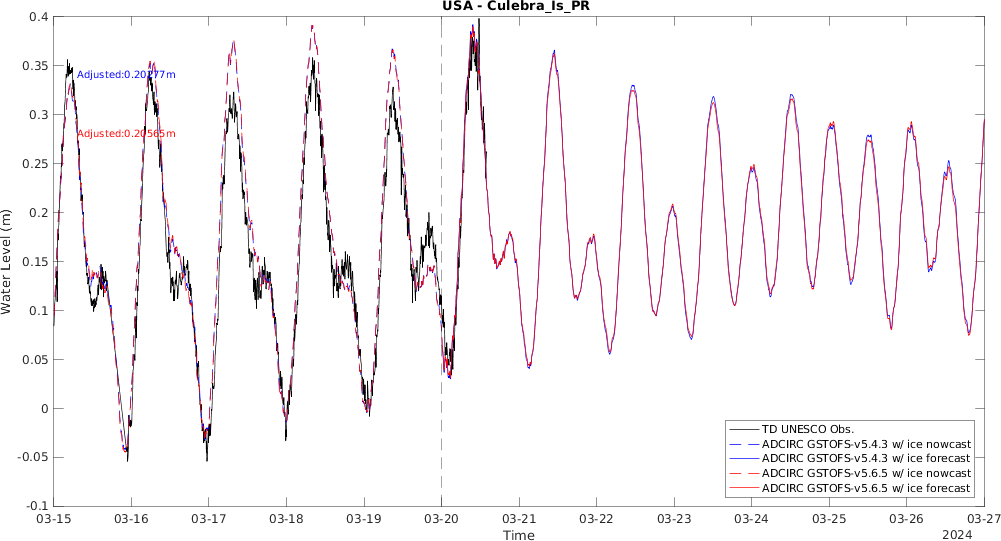 USA - Culebra_Is_PR
0.4
0.35
0.3
0.25
0.2
0.15
0.1
0.05
0
-0.05
-0.1
Water Level (m)
Adjusted:0.20277m
Adjusted:0.20565m
TD UNESCO Obs.
ADCIRC GSTOFS-v5.4.3 w/ ice nowcast
ADCIRC GSTOFS-v5.4.3 w/ ice forecast
ADCIRC GSTOFS-v5.6.5 w/ ice nowcast
ADCIRC GSTOFS-v5.6.5 w/ ice forecast
03-15 03-16 03-17 03-18 03-19 03-20 03-21 03-22 03-23 03-24 03-25 03-26 03-27
Time
2024